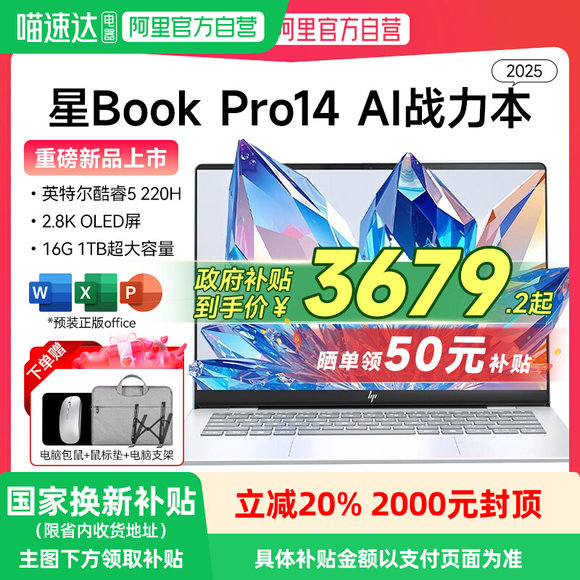 喵速达电器 阿里官方自营 阿里官方自营
2025
星Book Pro14 AI战力本
重磅新品上市
•英特尔酷睿5 220H
•2.8K OLED屏
•16G 1TB超大容量
W X P
*预装正版office
政府补贴
到手价¥3679.2起
晒单领50元补贴
下单赠
hp
电脑包鼠+鼠标垫+电脑支架
国家换新补贴
(限省内收货地址)
主图下方领取补贴
立减20% 2000元封顶
具体补贴金额以支付页面为准